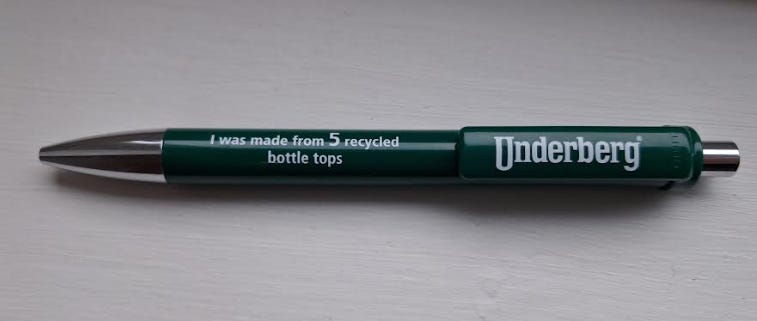 I was made from 5 recycled
bottle tops
Underberg